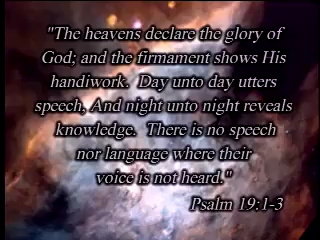 "The heavens declare the glory of
God; and the firmament shows His
handiwork.  Day unto day utters
speech, And night unto night reveals
knowledge.  There is no speech
nor language where their
voice is not heard."
Psalm 19:1-3